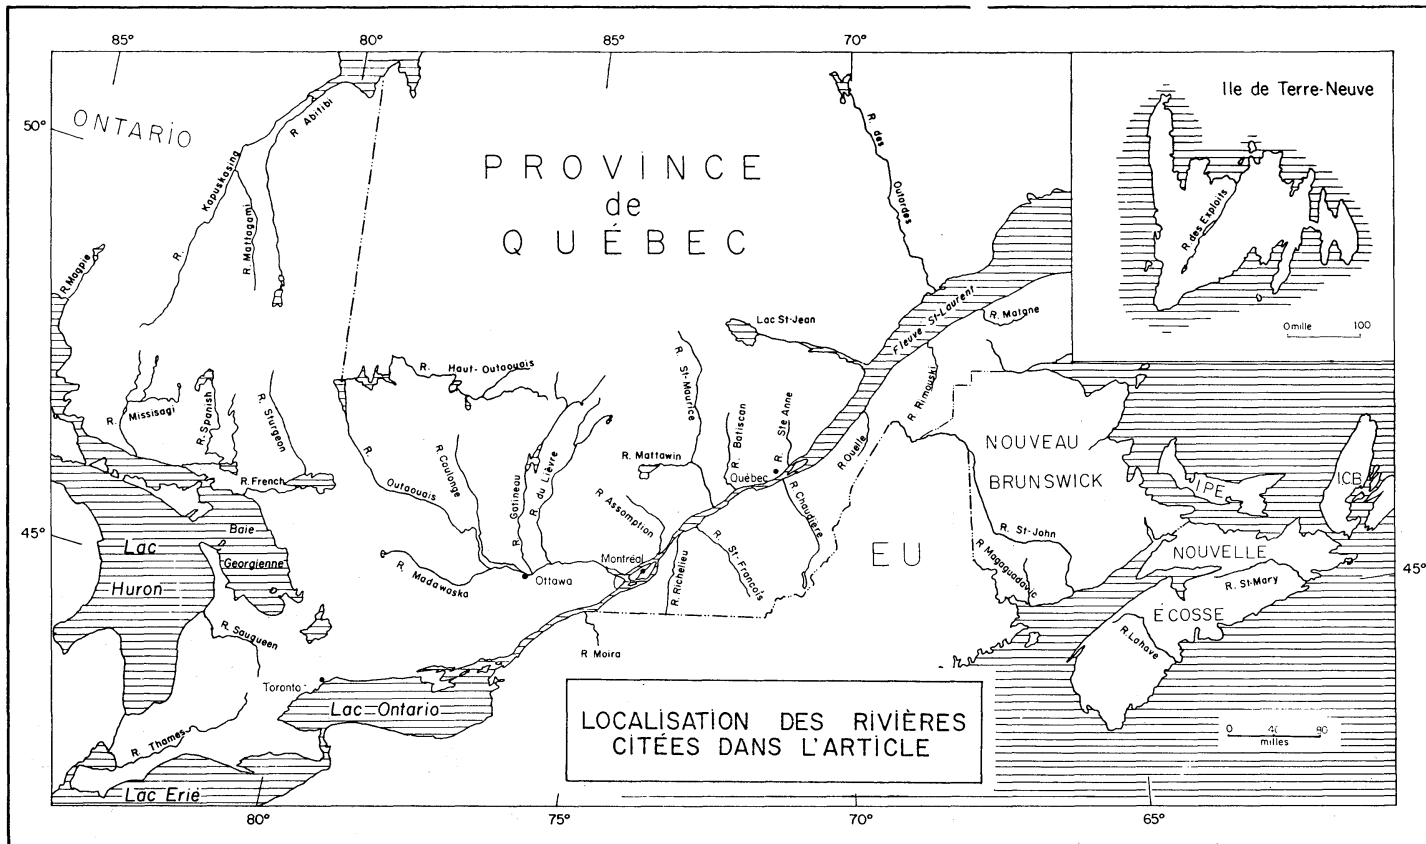 85°
80°
85°
70°
50°
ONTARIO
R. Abitibi
R. Kapuskasing
R. Mattagami
R. Magpie
PROVINCE
de
QUÉBEC
R. des Outardes
Ile de Terre-Neuve
R. des Exploits
0 mille 100
Fleuve St-Laurent
R. Matane
Lac St-Jean
R. Haut-Outaouais
R. St-Maurice
R. Rimouski
R. Missisagi
R. Spanish
R. Sturgeon
R. French
R. Outaouais
R. Coulonge
R. Gatineau
R. du Lièvre
R. Mattawin
R. Batiscan
R. Ste Anne
Québec
R. Ouelle
R. Chaudière
R. Assomption
Montréal
R. Richelieu
R. St-François
NOUVEAU
BRUNSWICK
IPE
ICB
R. St-John
R. Magaguadavic
NOUVELLE
ÉCOSSE
R. St-Mary
R. Lahave
EU
45°
45°
Lac
Huron
Baie
Georgienne
R. Madawaska
Ottawa
R. Saugueen
R Moira
Toronto
Lac Ontario
R. Thames
Lac Erié
LOCALISATION DES RIVIÈRES
CITÉES DANS L'ARTICLE
0 80
milles
80°
75°
70°
65°